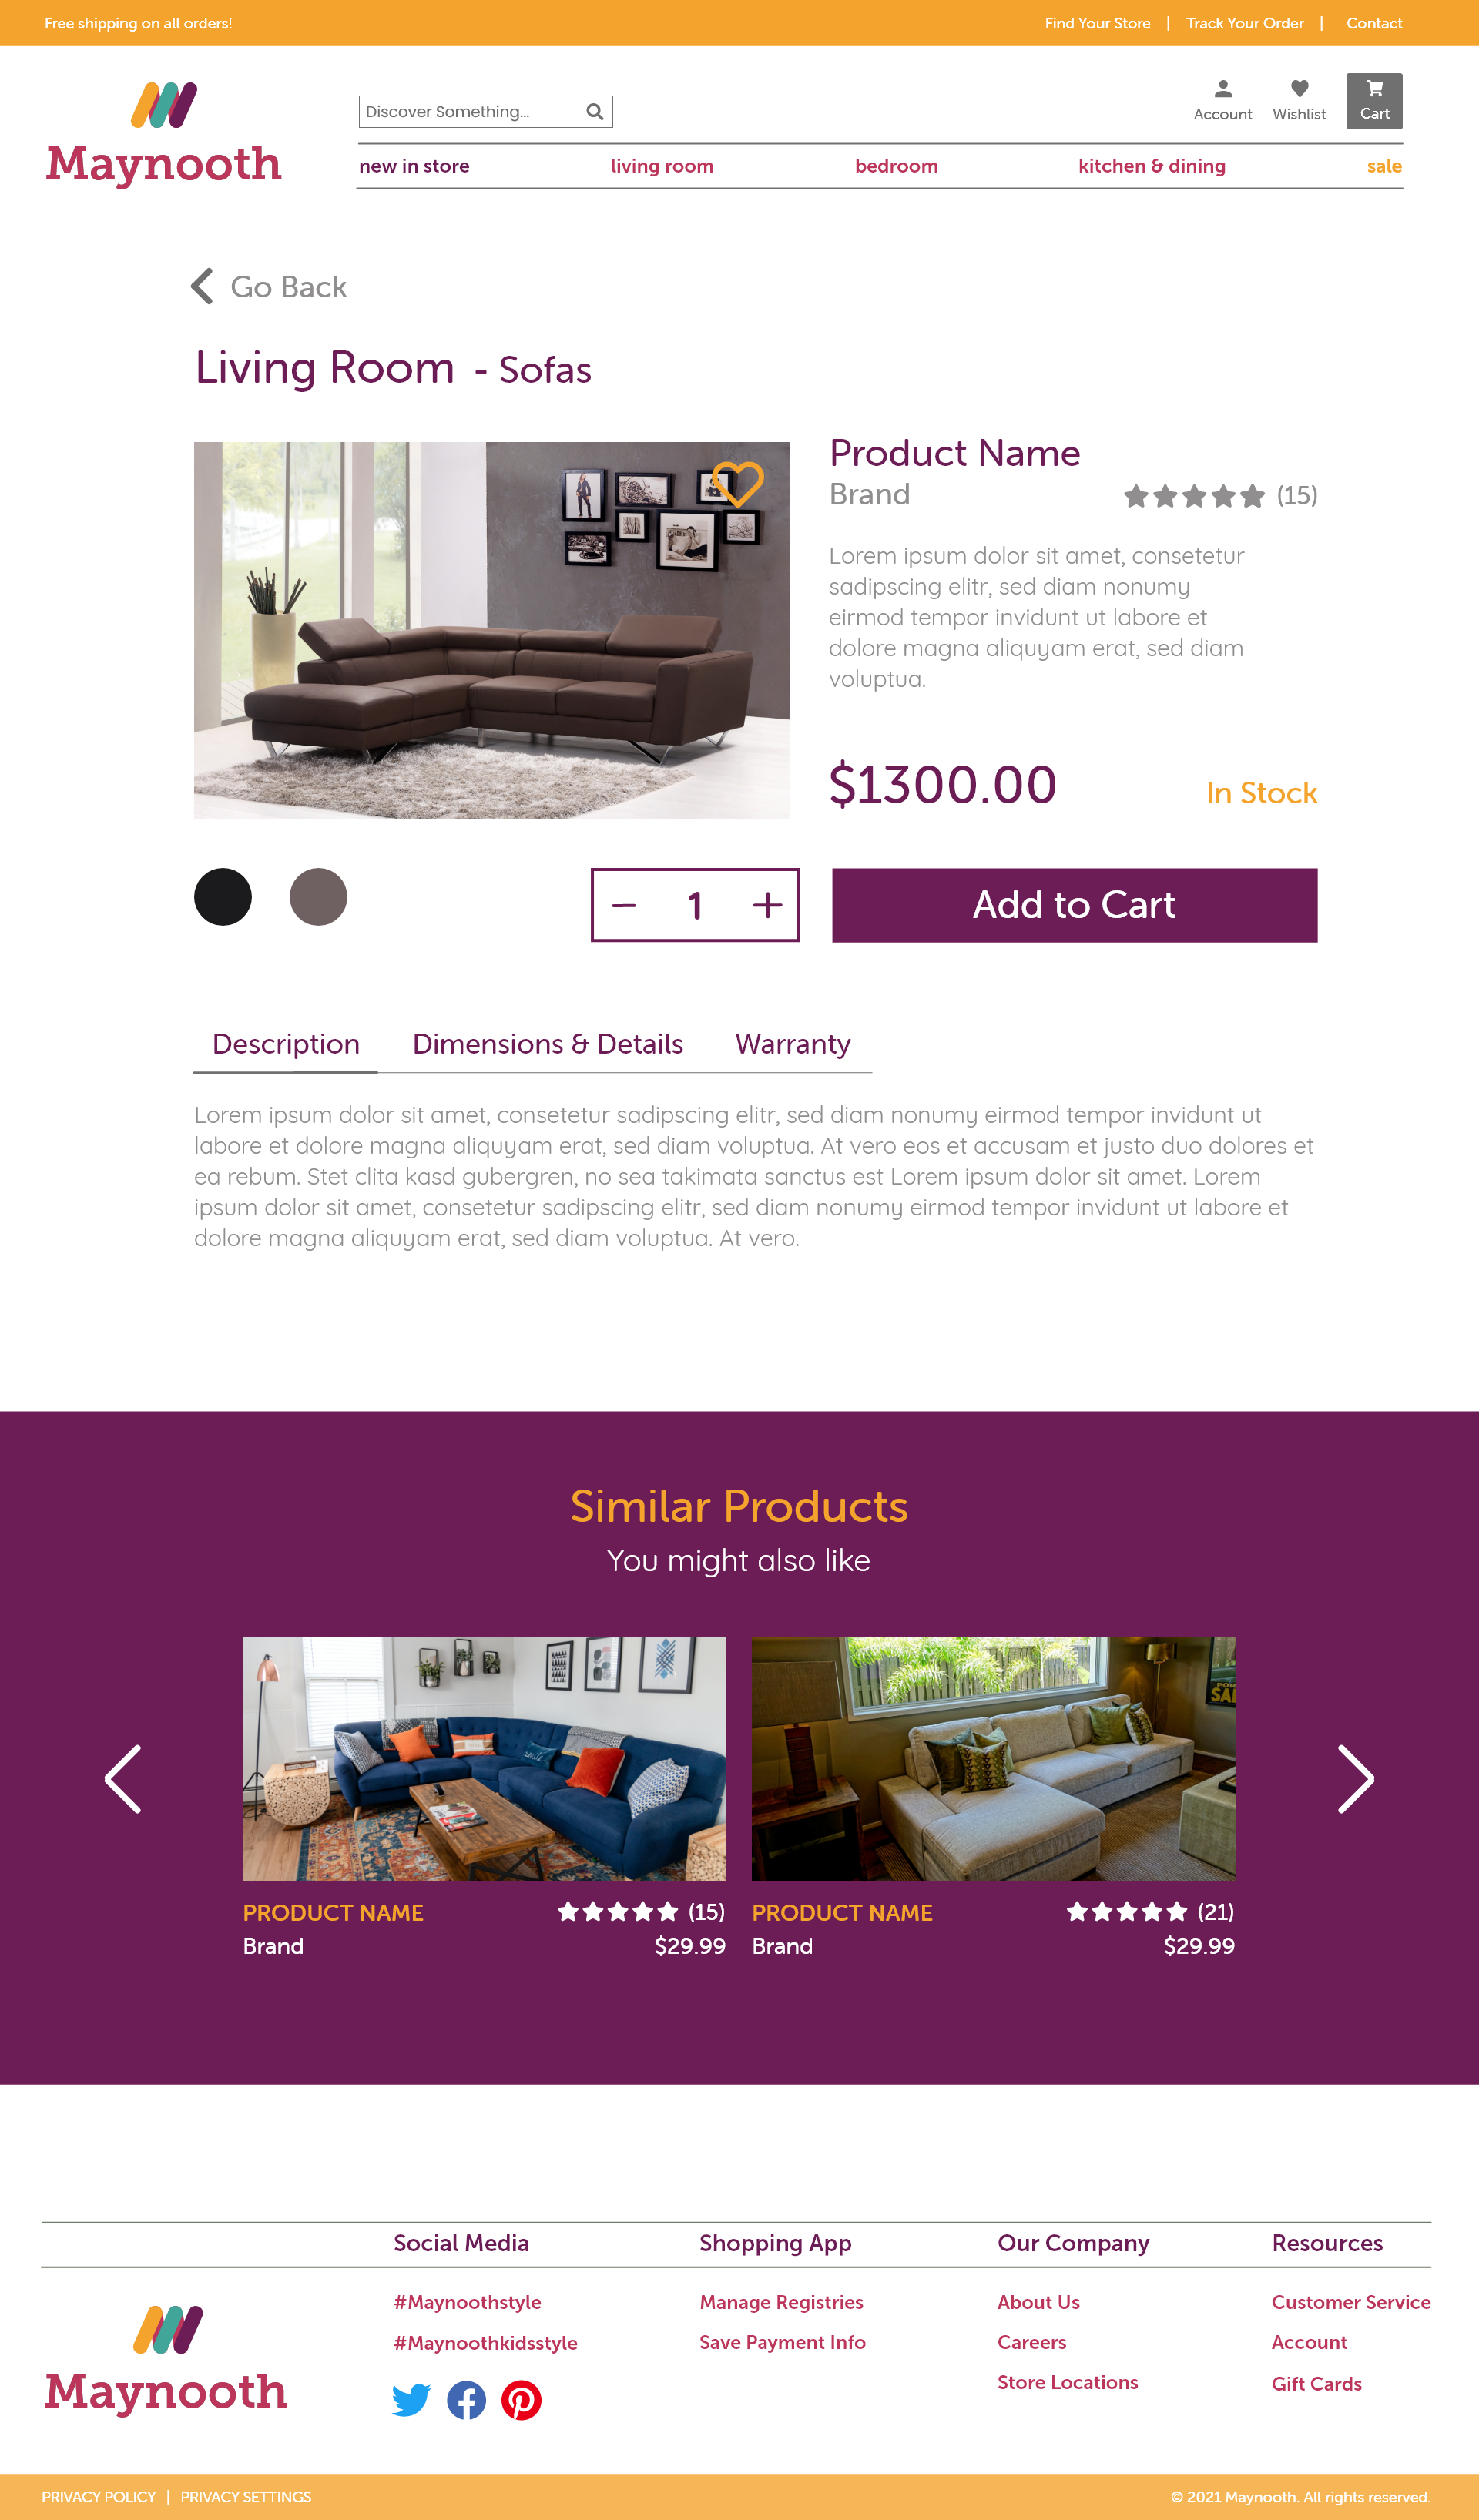 Free shipping on all orders!
Find Your Store | Track Your Order | Contact
Maynooth
Discover Something...
Account
Wishlist
Cart
new in store
living room
bedroom
kitchen & dining
sale
Go Back
Living Room - Sofas
Product Name
Brand
(15)
Lorem ipsum dolor sit amet, consetetur
sadipscing elitr, sed diam nonumy
eirmod tempor invidunt ut labore et
dolore magna aliquyam erat, sed diam
voluptua.
$1300.00
In Stock
1
Add to Cart
Description
Dimensions & Details
Warranty
Lorem ipsum dolor sit amet, consetetur sadipscing elitr, sed diam nonumy eirmod tempor invidunt ut
labore et dolore magna aliquyam erat, sed diam voluptua. At vero eos et accusam et justo duo dolores et
ea rebum. Stet clita kasd gubergren, no sea takimata sanctus est Lorem ipsum dolor sit amet. Lorem
ipsum dolor sit amet, consetetur sadipscing elitr, sed diam nonumy eirmod tempor invidunt ut labore et
dolore magna aliquyam erat, sed diam voluptua. At vero.
Similar Products
You might also like
PRODUCT NAME
(15)
Brand
$29.99
PRODUCT NAME
(21)
Brand
$29.99
Social Media
Shopping App
Our Company
Resources
Maynooth
#Maynoothstyle
#Maynoothkidsstyle
Manage Registries
Save Payment Info
About Us
Careers
Store Locations
Customer Service
Account
Gift Cards
PRIVACY POLICY | PRIVACY SETTINGS
© 2021 Maynooth. All rights reserved.